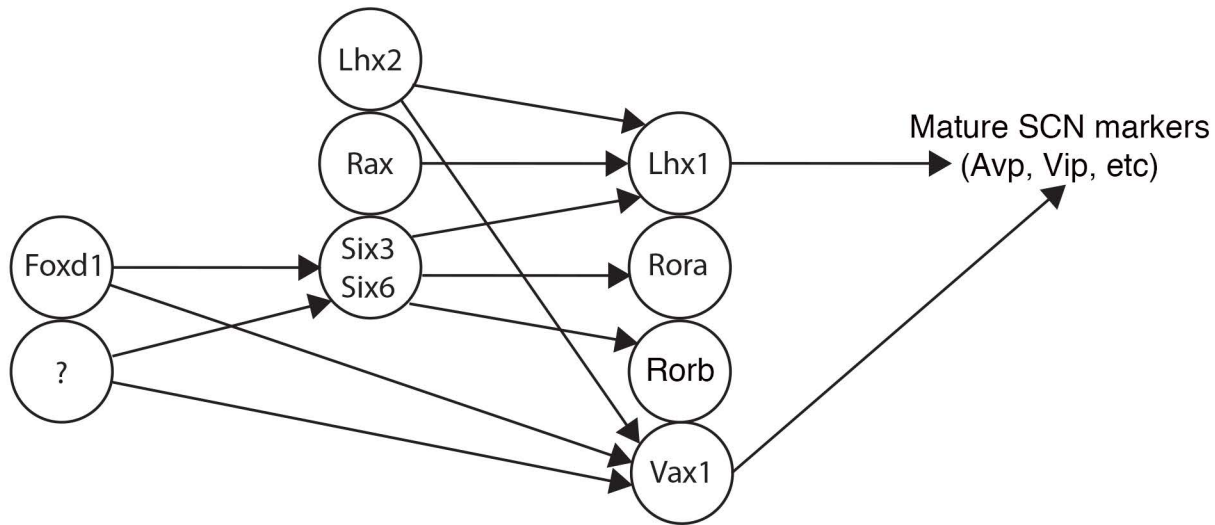 Lhx2
Rax
Six3
Six6
Foxd1
?
Lhx1
Rora
Rorb
Vax1
Mature SCN markers
(Avp, Vip, etc)